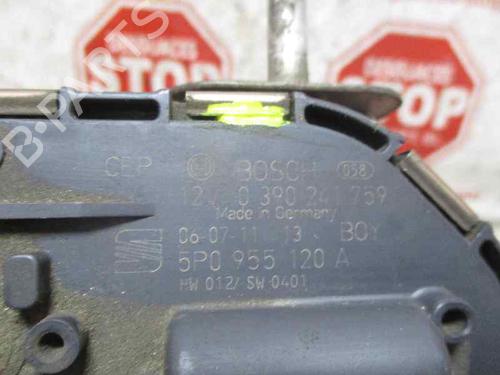 STOP
STOP
B-PARTS
CEP BOSCH 058
12V 0 390 241 759
Made in Germany
06-07-11 13 BOY
5P0 955 120 A
HW 012/ SW 0401